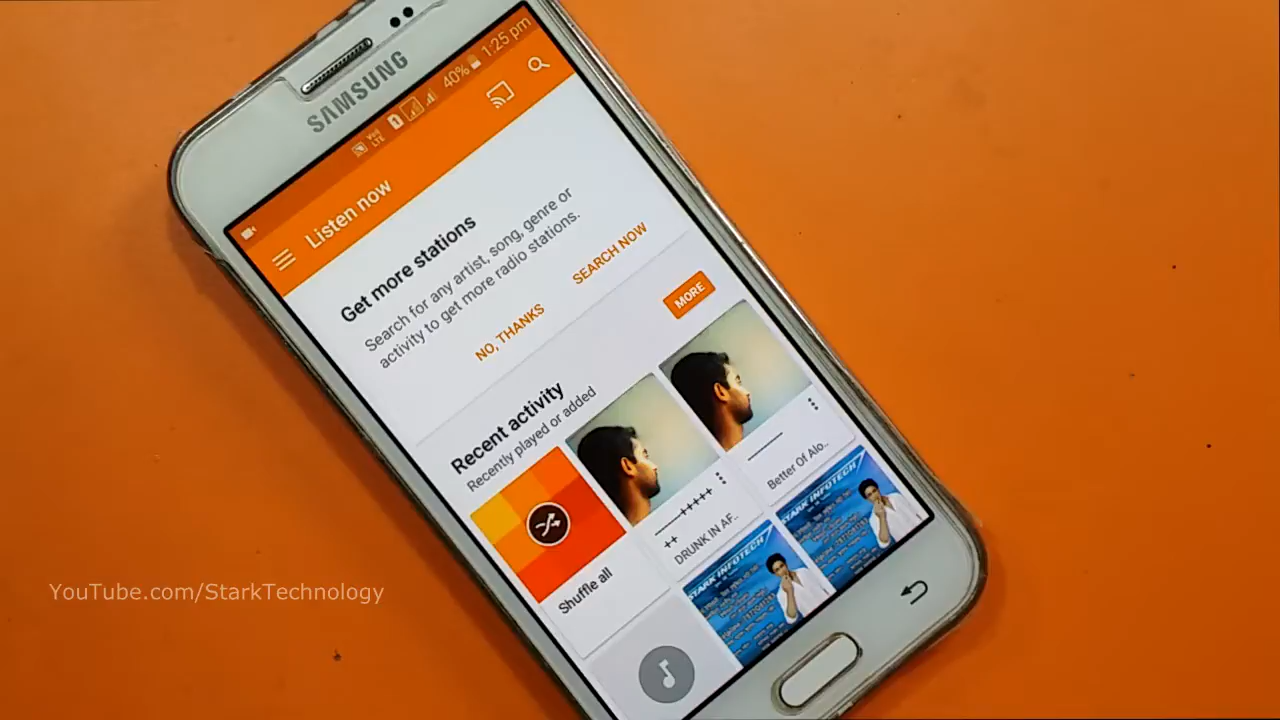 SAMSUNG
VoD
LTE
40%
1:25 pm
Listen now
Get more stations
Search for any artist, song, genre or
activity to get more radio stations.
NO, THANKS
SEARCH NOW
MORE
Recent activity
Recently played or added
Shuffle all
++
DRUNK IN AF..
Better Of Alo..
STARK INFOTECH
STARK INFOTECH
YouTube.com/StarkTechnology